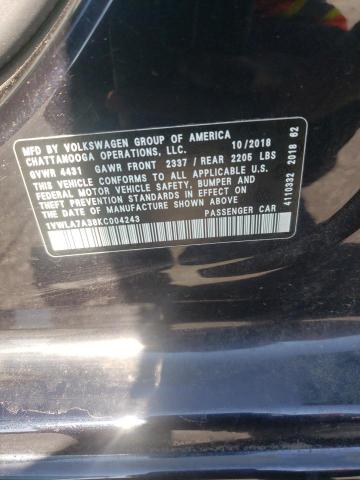 MFD BY VOLKSWAGEN GROUP OF AMERICA
CHATTANOOGA OPERATIONS, LLC. 10/2018
GVWR 4431 GAWR FRONT 2337 / REAR 2205 LBS
THIS VEHICLE CONFORMS TO ALL APPLICABLE U.S.
FEDERAL MOTOR VEHICLE SAFETY, BUMPER AND
THEFT PREVENTION STANDARDS IN EFFECT ON THE
DATE OF MANUFACTURE SHOWN ABOVE.
1VWLA7A38KC004243 PASSENGER CAR
4110332 2018 62